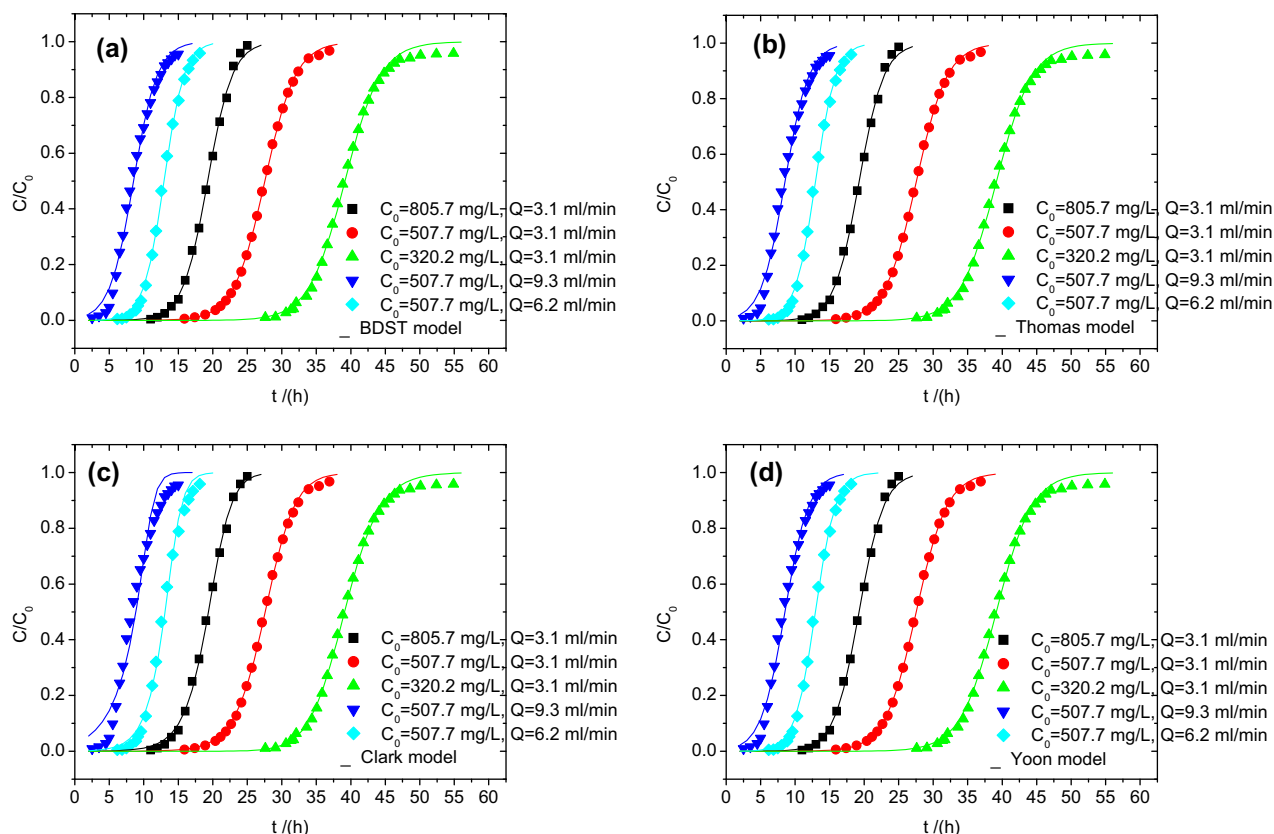 (a)
1.0
0.8
0.6
0.4
0.2
0.0
C/C₀
C₀=805.7 mg/L, Q=3.1 ml/min
C₀=507.7 mg/L, Q=3.1 ml/min
C₀=320.2 mg/L, Q=3.1 ml/min
C₀=507.7 mg/L, Q=9.3 ml/min
C₀=507.7 mg/L, Q=6.2 ml/min
_ BDST model
0 5 10 15 20 25 30 35 40 45 50 55 60
t /(h)
(b)
1.0
0.8
0.6
0.4
0.2
0.0
C/C₀
C₀=805.7 mg/L, Q=3.1 ml/min
C₀=507.7 mg/L, Q=3.1 ml/min
C₀=320.2 mg/L, Q=3.1 ml/min
C₀=507.7 mg/L, Q=9.3 ml/min
C₀=507.7 mg/L, Q=6.2 ml/min
_ Thomas model
0 5 10 15 20 25 30 35 40 45 50 55 60
t /(h)
(c)
1.0
0.8
0.6
0.4
0.2
0.0
C/C₀
C₀=805.7 mg/L, Q=3.1 ml/min
C₀=507.7 mg/L, Q=3.1 ml/min
C₀=320.2 mg/L, Q=3.1 ml/min
C₀=507.7 mg/L, Q=9.3 ml/min
C₀=507.7 mg/L, Q=6.2 ml/min
_ Clark model
0 5 10 15 20 25 30 35 40 45 50 55 60
t /(h)
(d)
1.0
0.8
0.6
0.4
0.2
0.0
C/C₀
C₀=805.7 mg/L, Q=3.1 ml/min
C₀=507.7 mg/L, Q=3.1 ml/min
C₀=320.2 mg/L, Q=3.1 ml/min
C₀=507.7 mg/L, Q=9.3 ml/min
C₀=507.7 mg/L, Q=6.2 ml/min
_ Yoon model
0 5 10 15 20 25 30 35 40 45 50 55 60
t /(h)